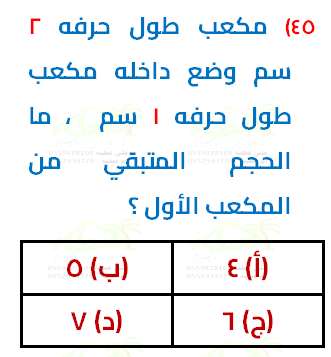 ٤٥) مكعب طول حرفه ٢
سم وضع داخله مكعب
طول حرفه ١ سم ، ما
الحجم المتبقي من
المكعب الأول ؟
(أ) ٤ (ب) ٥
(ج) ٦ (د) ٧